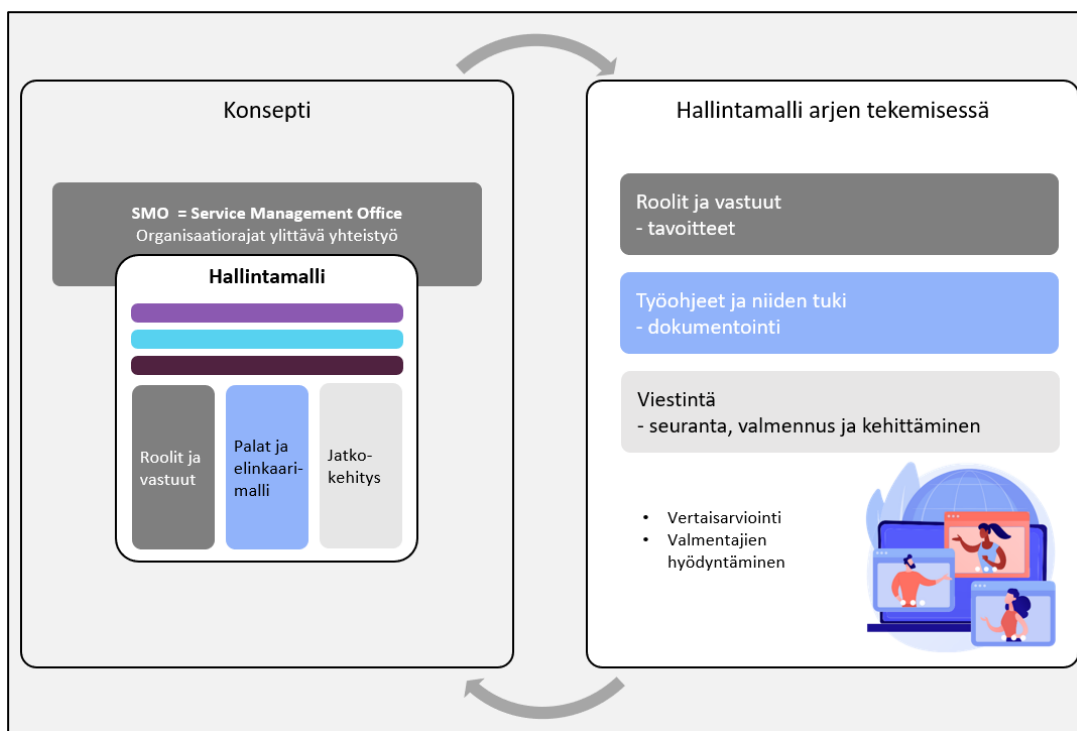 Konsepti
SMO = Service Management Office
Organisaatiorajat ylittävä yhteistyö
Hallintamalli
Roolit ja
vastuut
Palat ja
elinkaari-
malli
Jatko-
kehitys
Hallintamalli arjen tekemisessä
Roolit ja vastuut
- tavoitteet
Työohjeet ja niiden tuki
- dokumentointi
Viestintä
- seuranta, valmennus ja kehittäminen
• Vertaisarviointi
• Valmentajien
hyödyntäminen